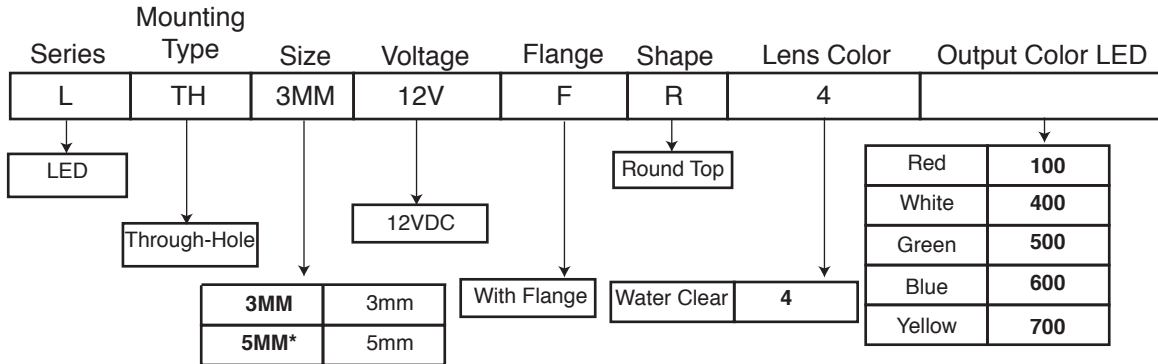 Series Mounting Type Size Voltage Flange Shape Lens Color Output Color LED
L TH 3MM 12V F R 4
LED
Through-Hole
3MM 3mm
5MM* 5mm
12VDC
With Flange
Round Top
Water Clear 4
Red 100
White 400
Green 500
Blue 600
Yellow 700